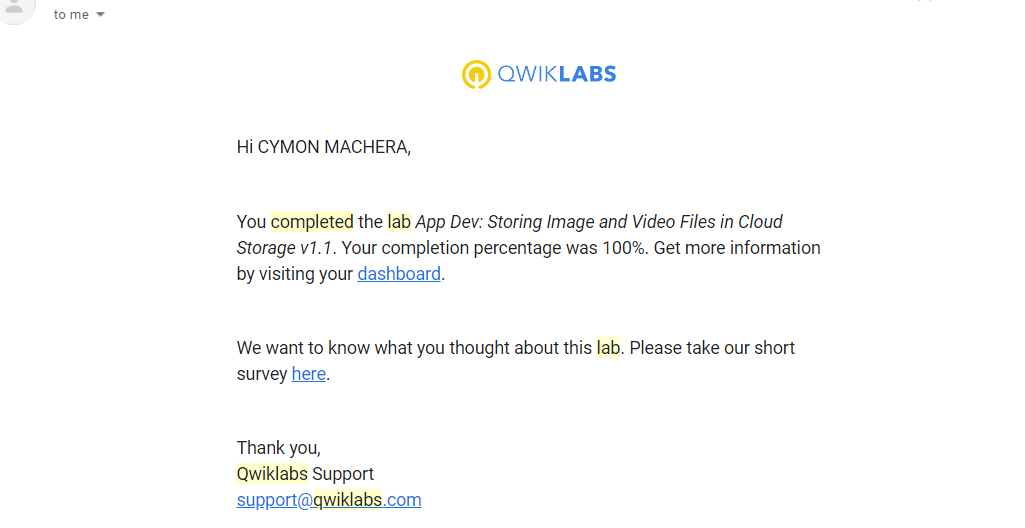 to me
QWIKLABS
Hi CYMON MACHERA,
You completed the lab App Dev: Storing Image and Video Files in Cloud
Storage v1.1. Your completion percentage was 100%. Get more information
by visiting your dashboard.
We want to know what you thought about this lab. Please take our short
survey here.
Thank you,
Qwiklabs Support
support@qwiklabs.com